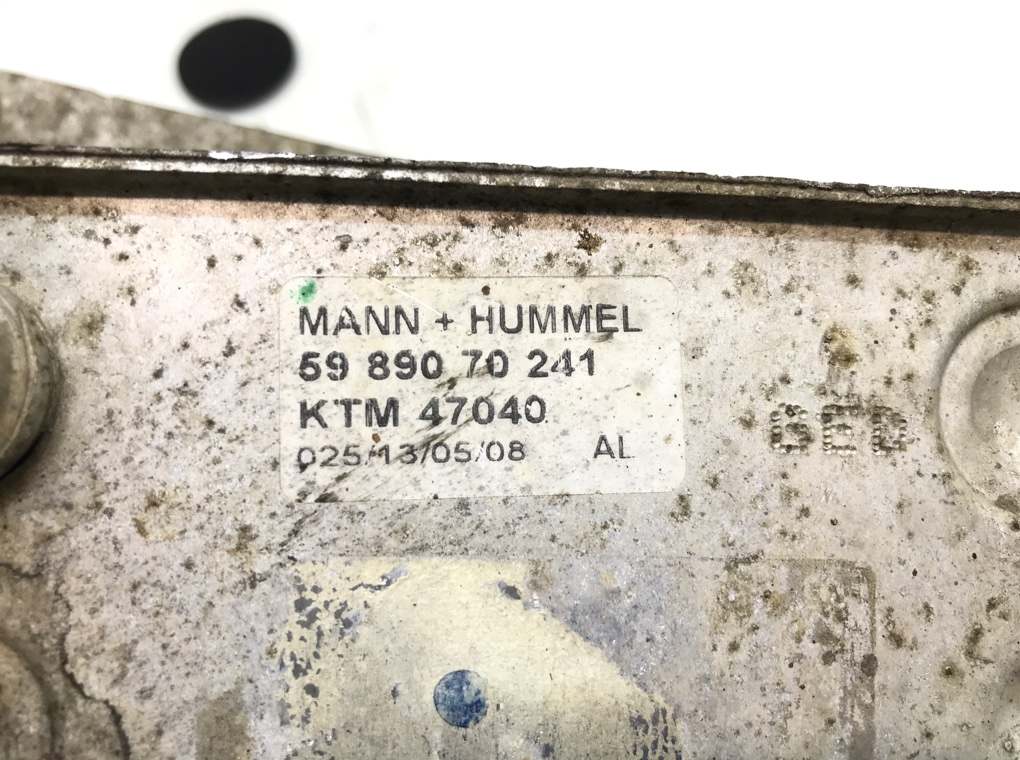 MANN + HUMMEL
59 890 70 241
KTM 47040
025/13/05/08 AL